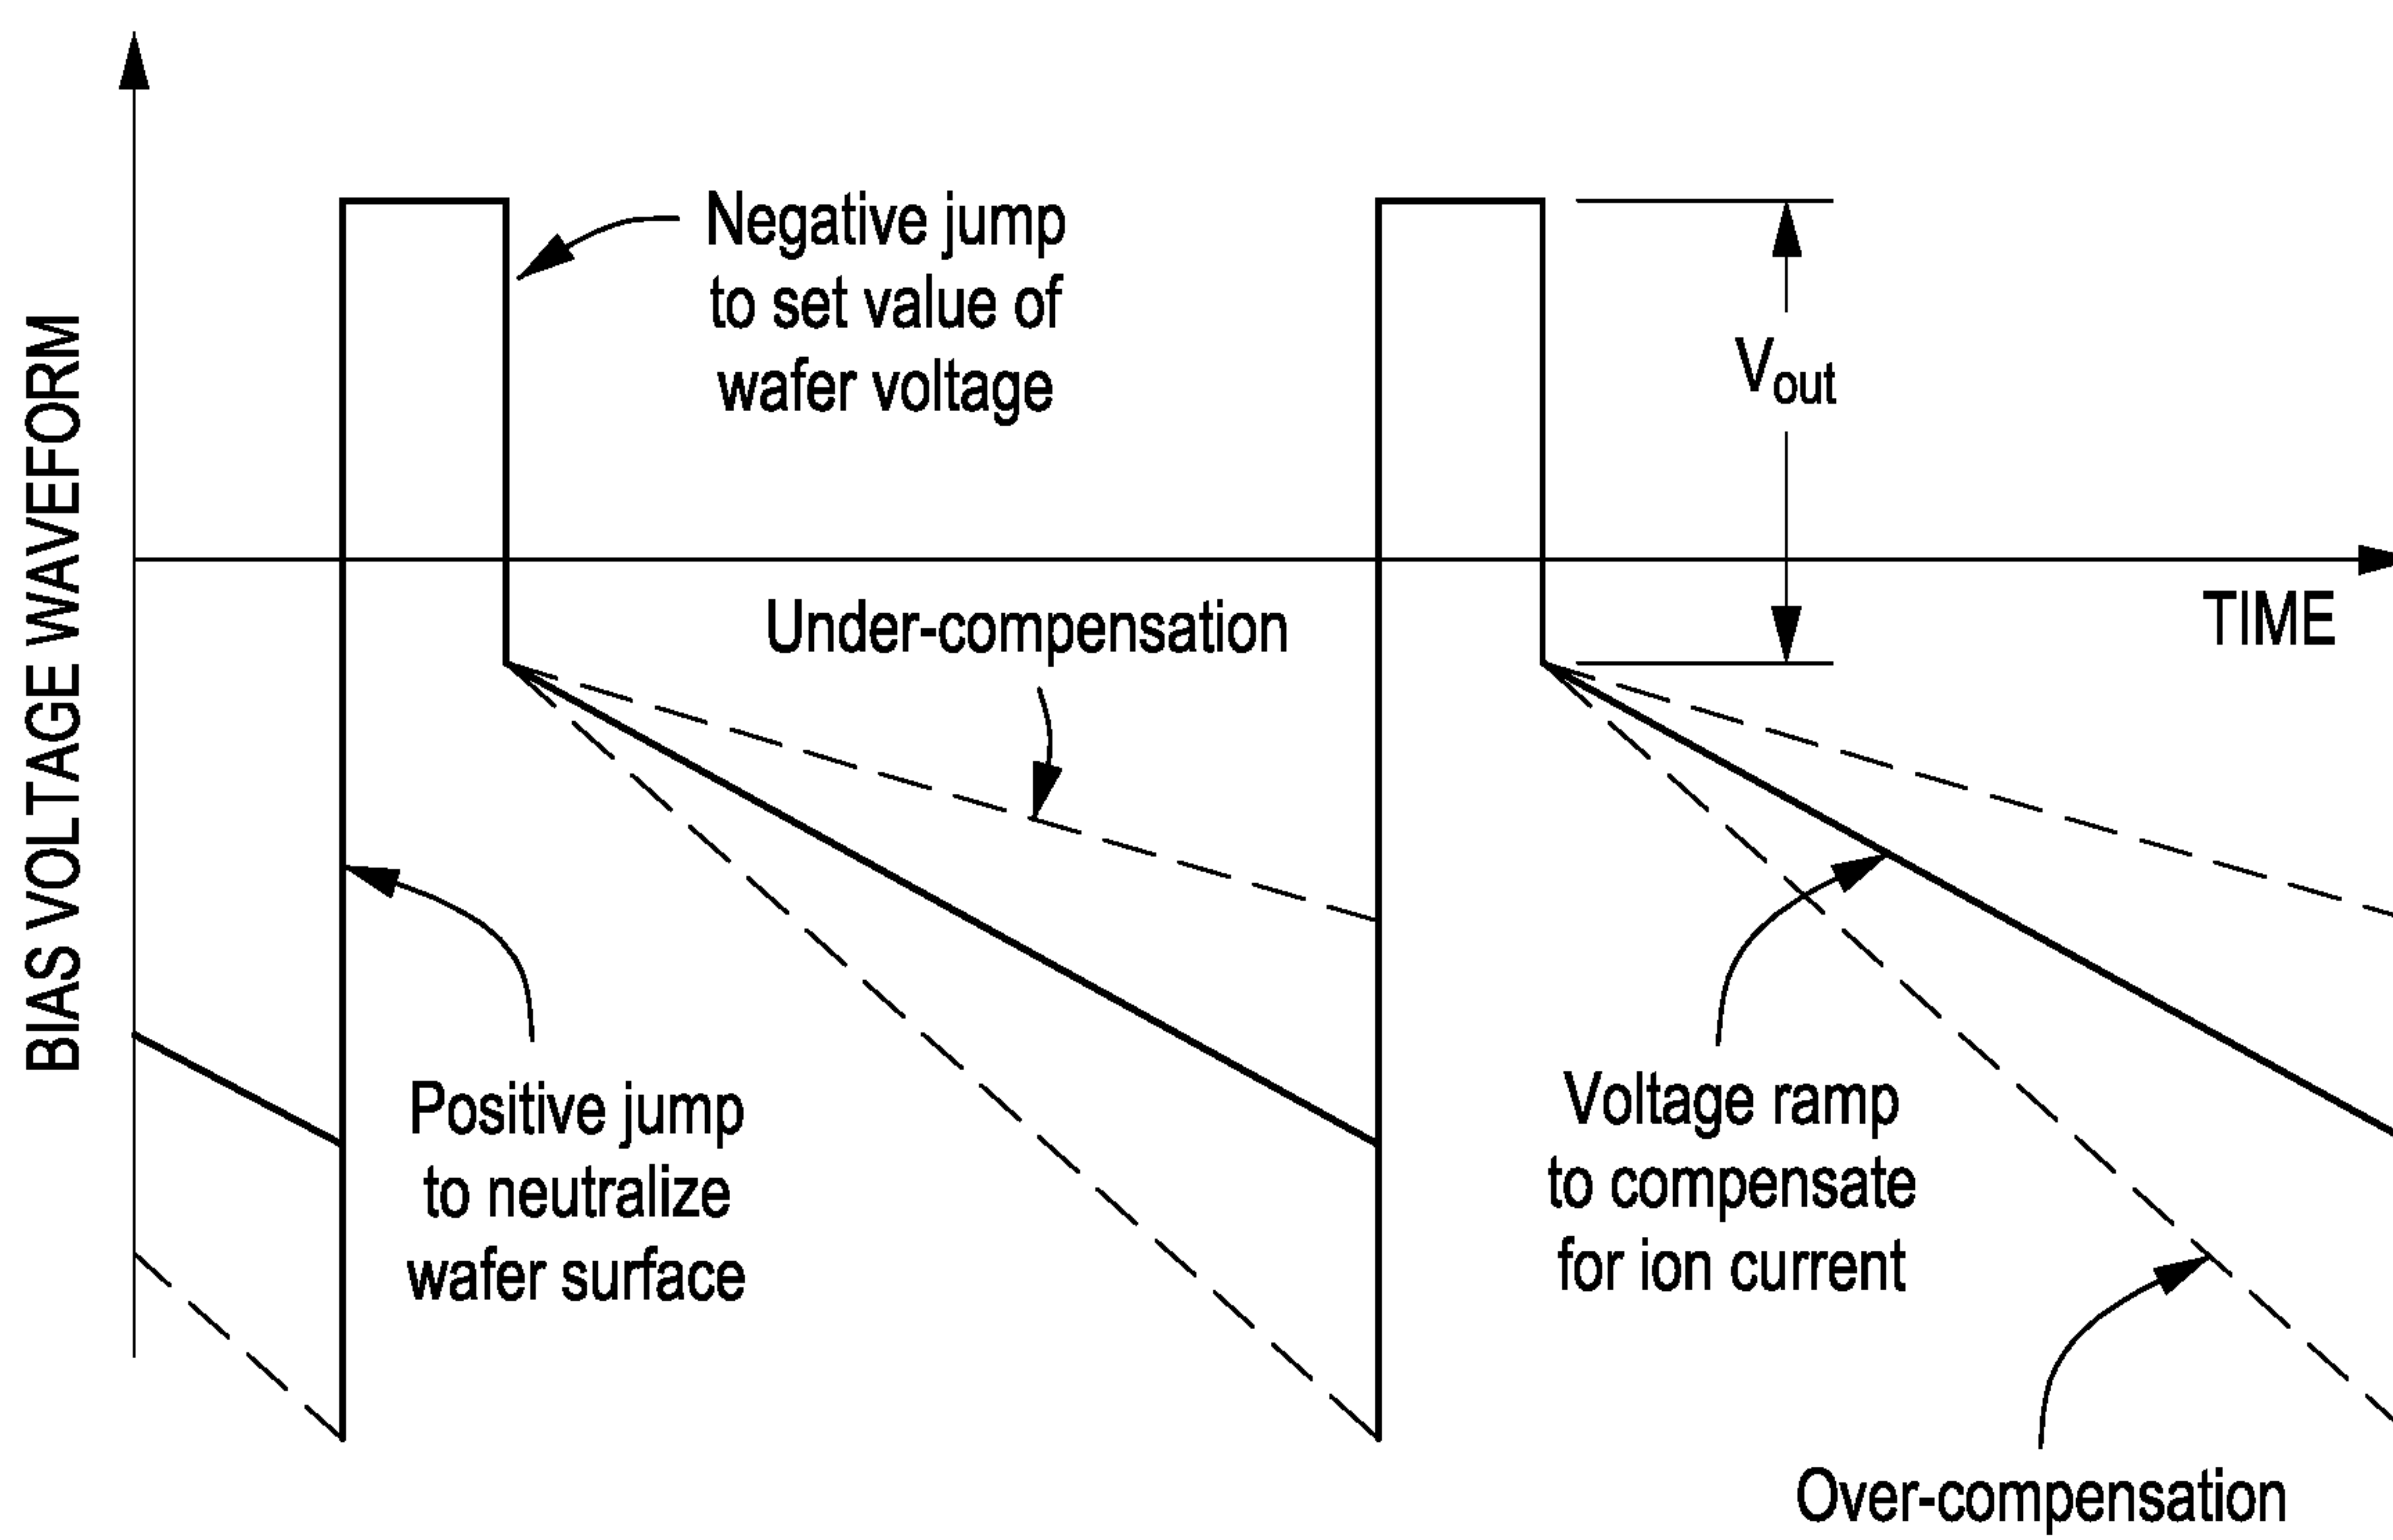 BIAS VOLTAGE WAVEFORM
Negative jump
to set value of
wafer voltage
Vout
Under-compensation
TIME
Positive jump
to neutralize
wafer surface
Voltage ramp
to compensate
for ion current
Over-compensation